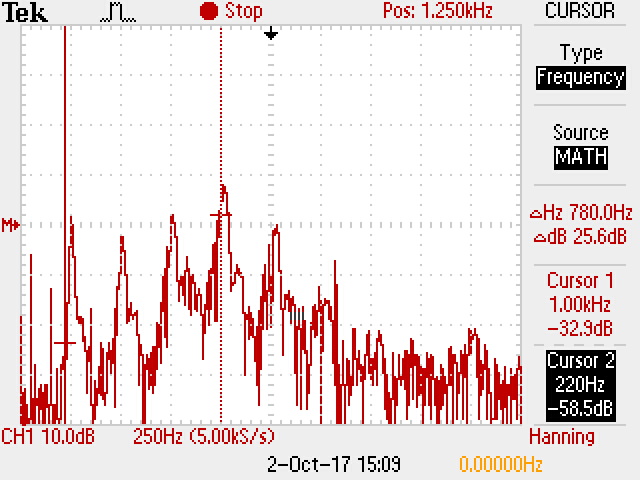 Tek Stop Pos: 1.250kHz CURSOR
Type
Frequency
Source
MATH
M
△Hz 780.0Hz
△dB 25.6dB
Cursor 1
1.00kHz
−32.9dB
Cursor 2
220Hz
−58.5dB
CH1 10.0dB 250Hz (5.00kS/s) Hanning
2-Oct-17 15:09 0.00000Hz